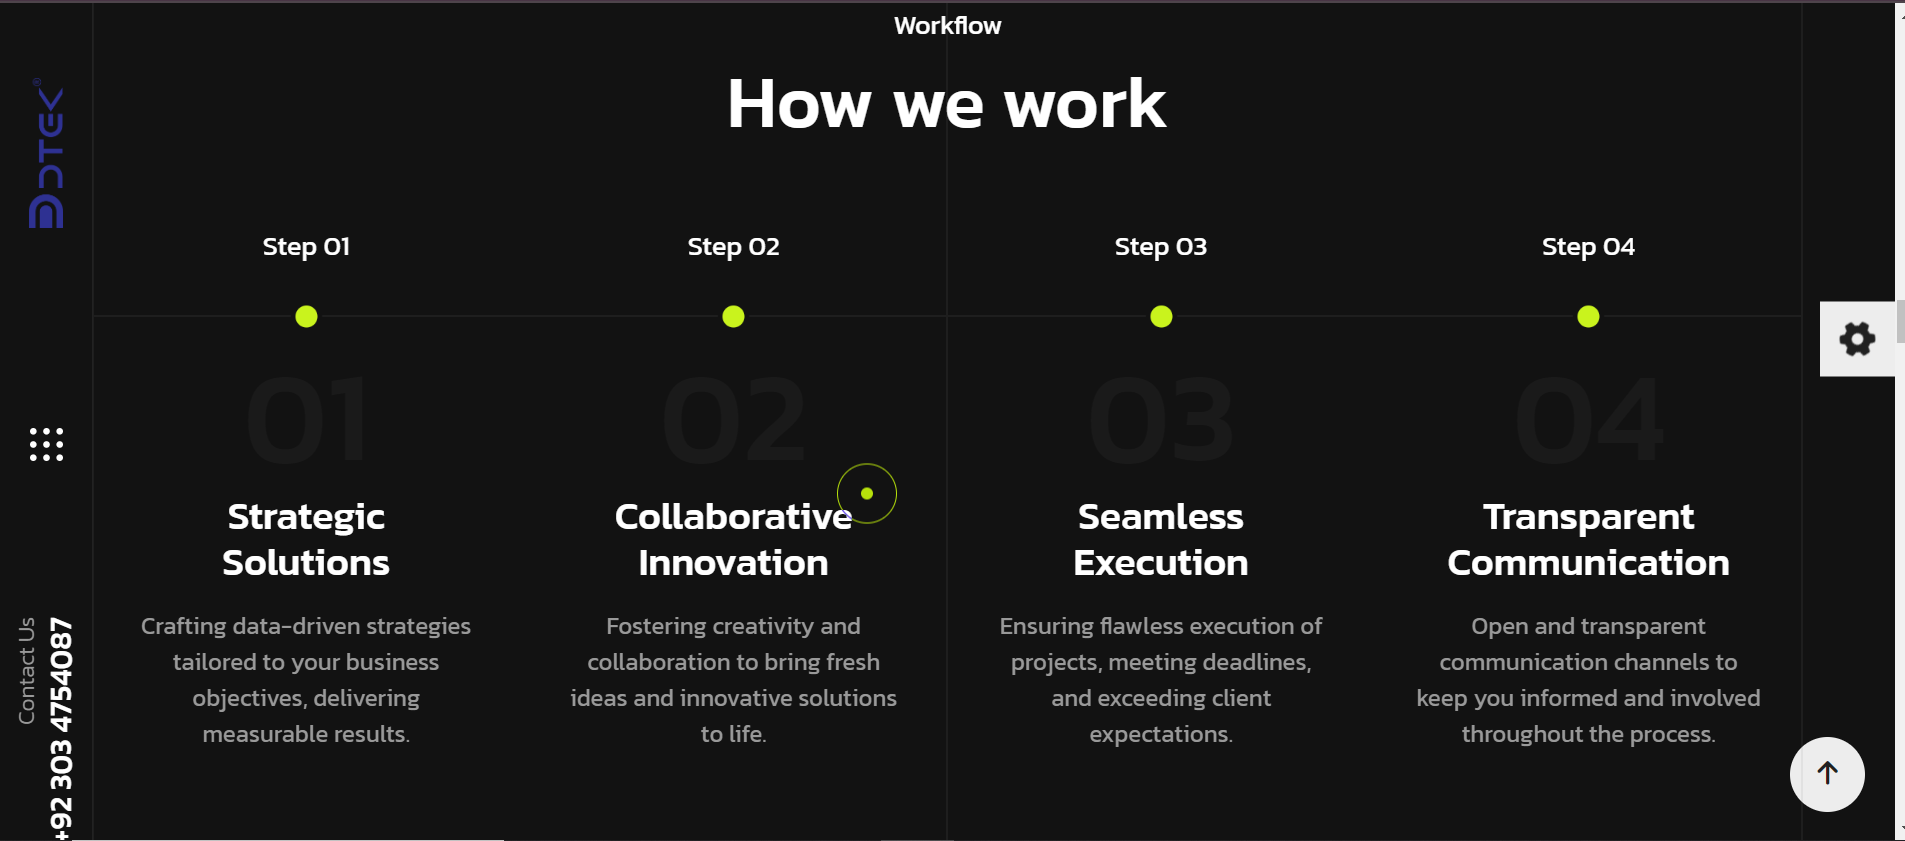 Workflow
How we work
DDTEK®
Step 01
Step 02
Step 03
Step 04
01
02
03
04
Strategic
Solutions
Crafting data-driven strategies
tailored to your business
objectives, delivering
measurable results.
Collaborative
Innovation
Fostering creativity and
collaboration to bring fresh
ideas and innovative solutions
to life.
Seamless
Execution
Ensuring flawless execution of
projects, meeting deadlines,
and exceeding client
expectations.
Transparent
Communication
Open and transparent
communication channels to
keep you informed and involved
throughout the process.
Contact Us
+92 303 4754087